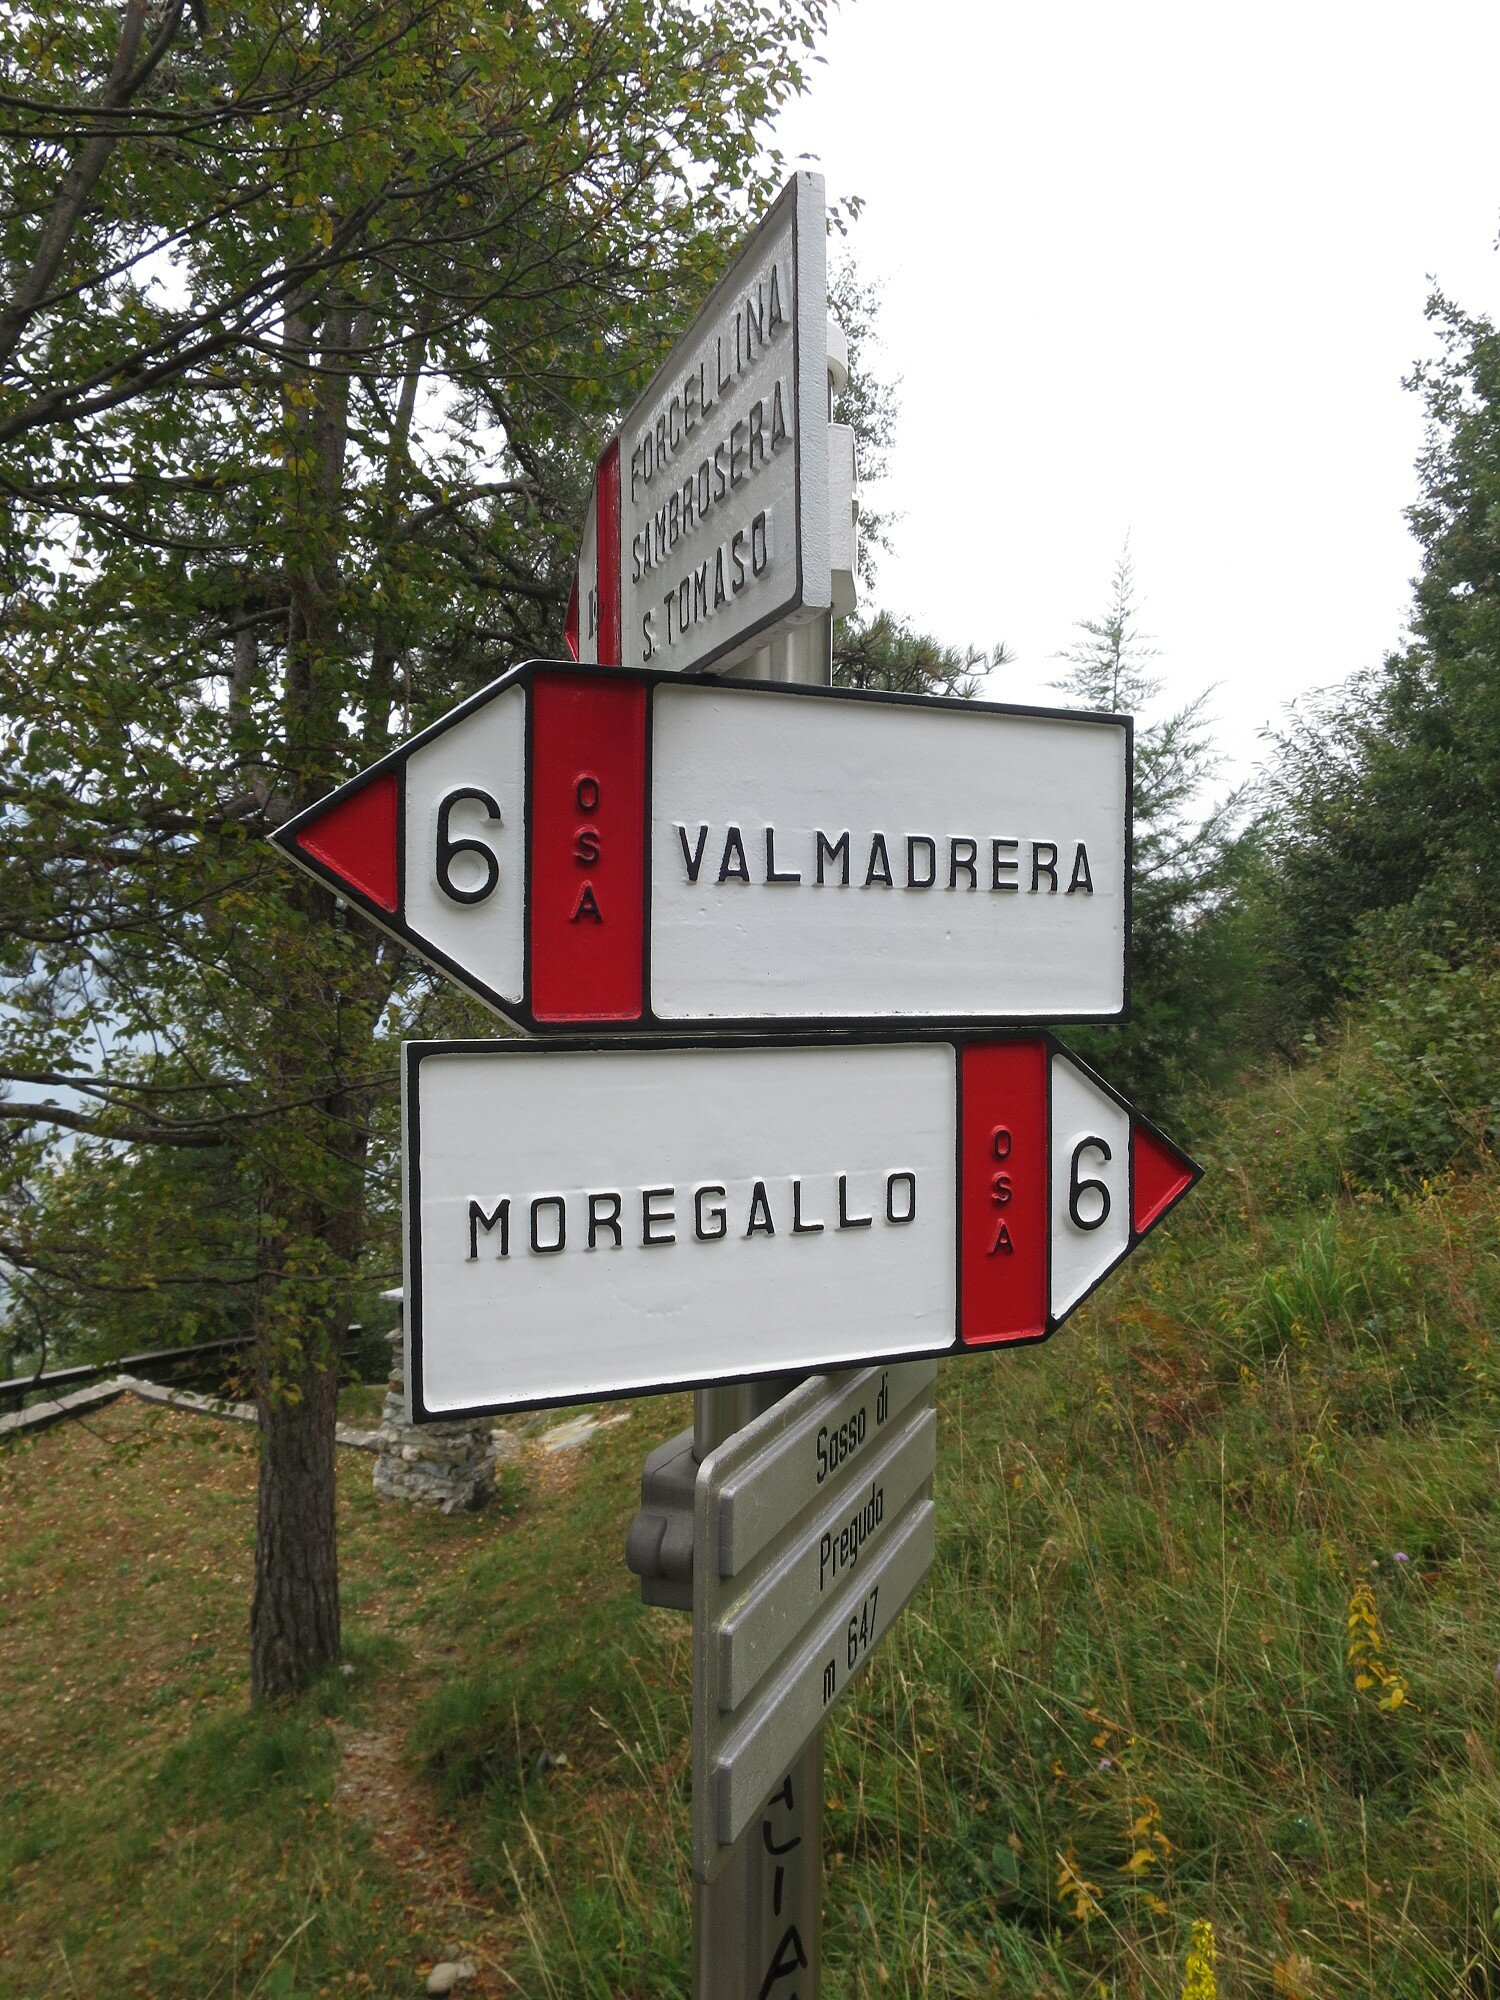 FORCELLINA
SAMBROSERA
S. TOMASO
6 OSA VALMADRERA
MOREGALLO OSA 6
Sasso di
Preguda
m 647